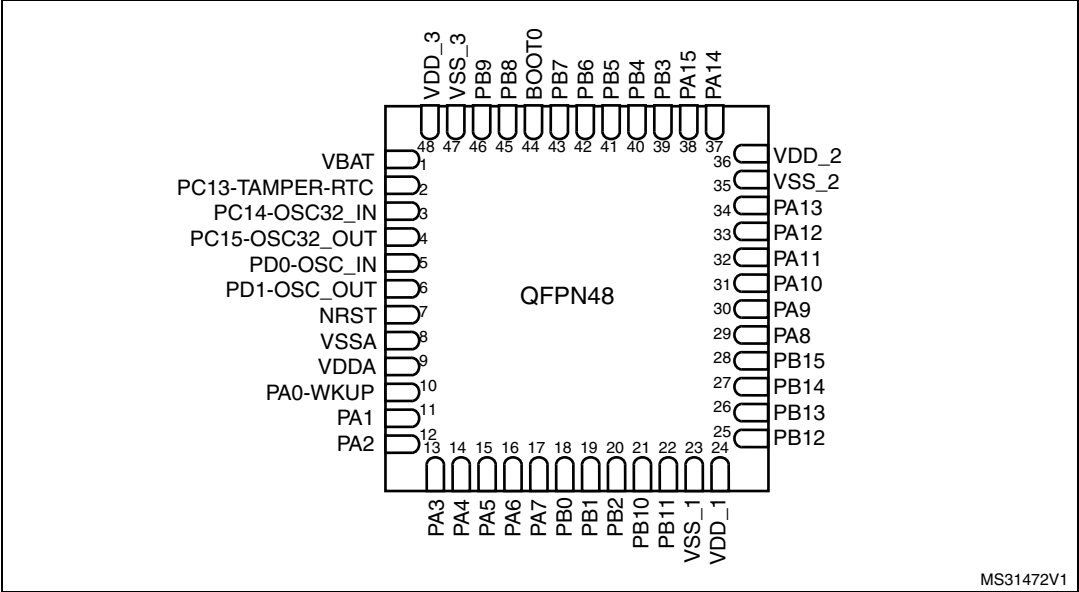 VDD_3
VSS_3
PB9
PB8
BOOT0
PB7
PB6
PB5
PB4
PB3
PA15
PA14
48
47
46
45
44
43
42
41
40
39
38
37
VBAT 1
PC13-TAMPER-RTC 2
PC14-OSC32_IN 3
PC15-OSC32_OUT 4
PD0-OSC_IN 5
PD1-OSC_OUT 6
NRST 7
VSSA 8
VDDA 9
PA0-WKUP 10
PA1 11
PA2 12
QFPN48
36 VDD_2
35 VSS_2
34 PA13
33 PA12
32 PA11
31 PA10
30 PA9
29 PA8
28 PB15
27 PB14
26 PB13
25 PB12
13
14
15
16
17
18
19
20
21
22
23
24
PA3
PA4
PA5
PA6
PA7
PB0
PB1
PB2
PB10
PB11
VSS_1
VDD_1
MS31472V1